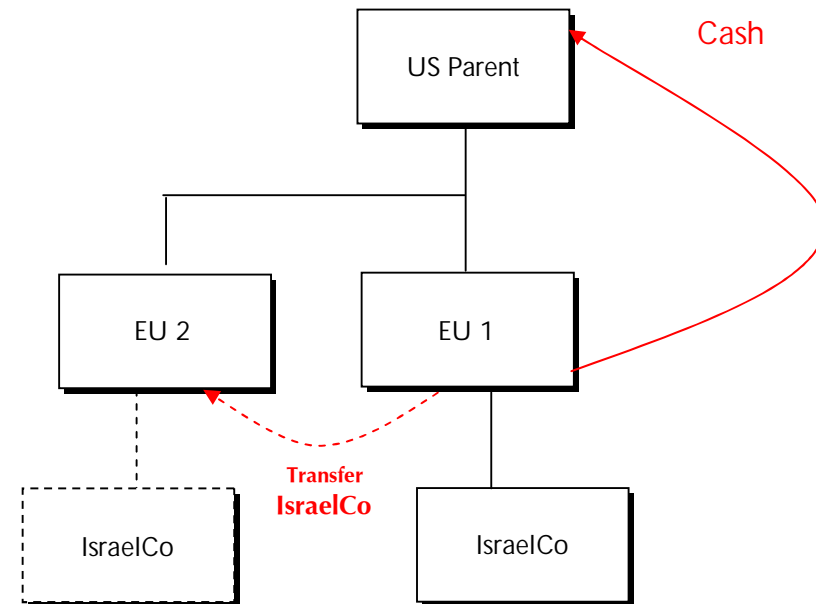 Cash
US Parent
EU 2
EU 1
Transfer
IsraelCo
IsraelCo
IsraelCo